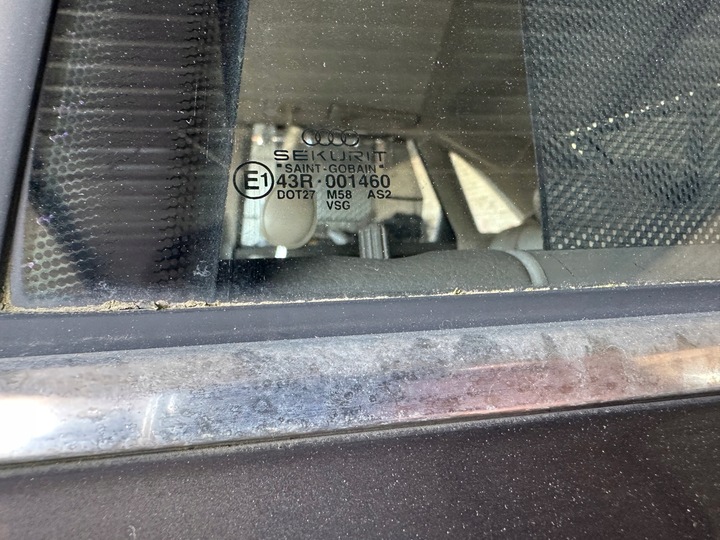 SEKURIT
"SAINT-GOBAIN"
E1 43R·001460
DOT27 M58 AS2
VSG